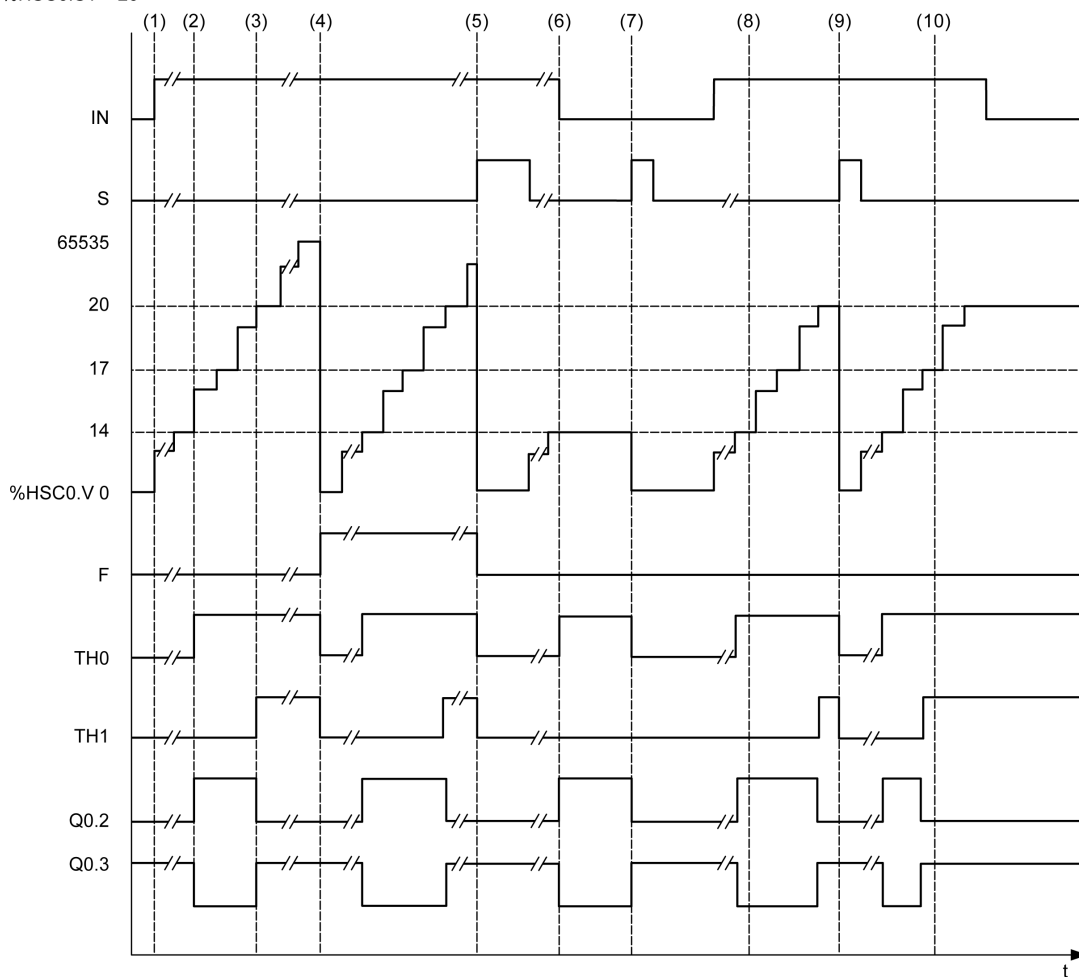 (1) (2) (3) (4) (5) (6) (7) (8) (9) (10)
IN
S
65535
20
17
14
%HSC0.V 0
F
TH0
TH1
Q0.2
Q0.3
t